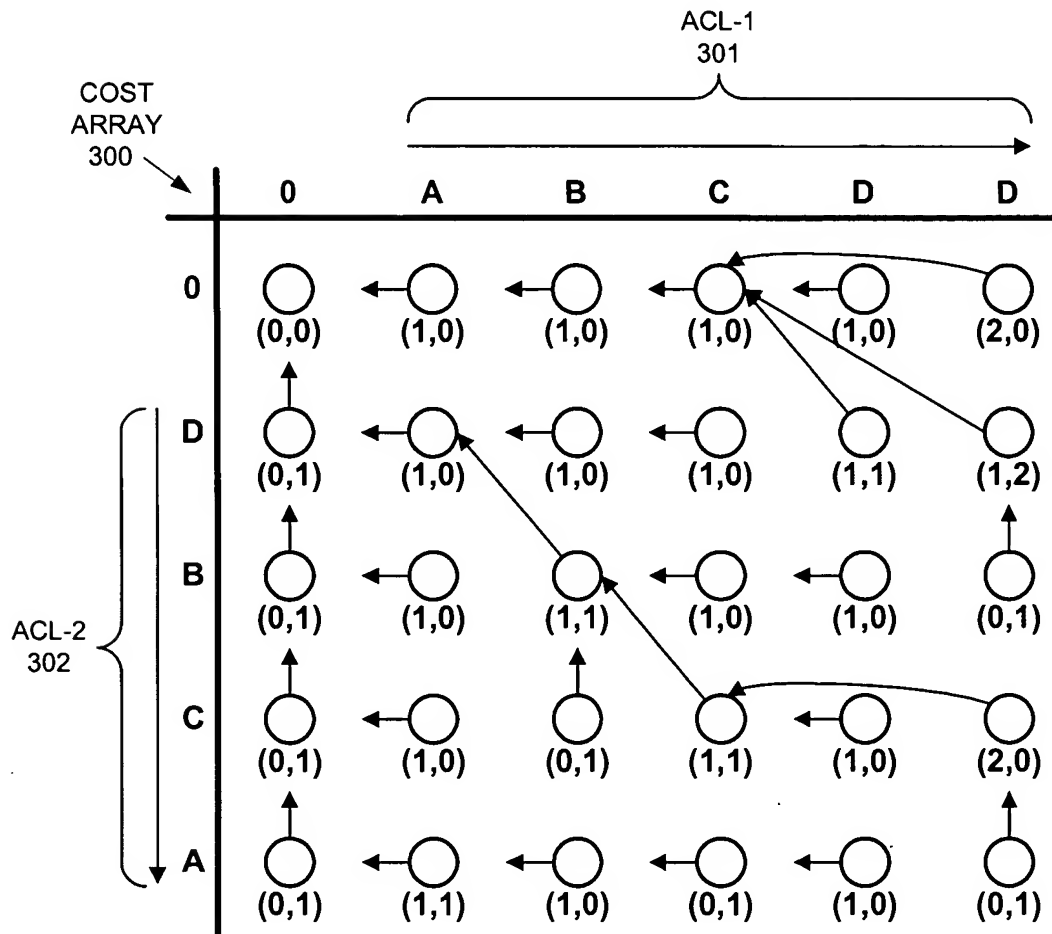 ACL-1
301
COST
ARRAY
300
0 A B C D D
0
(0,0) (1,0) (1,0) (1,0) (1,0) (2,0)
D
(0,1) (1,0) (1,0) (1,0) (1,1) (1,2)
B
(0,1) (1,0) (1,1) (1,0) (1,0) (0,1)
ACL-2
302
C
(0,1) (1,0) (0,1) (1,1) (1,0) (2,0)
A
(0,1) (1,1) (1,0) (0,1) (1,0) (0,1)